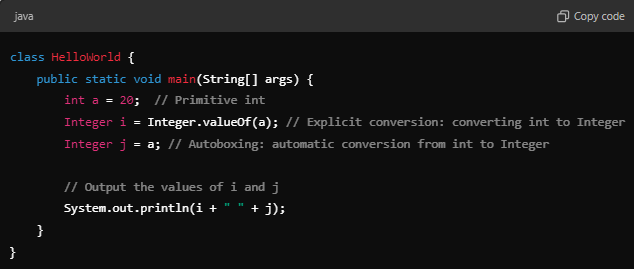 java
Copy code
class HelloWorld {
    public static void main(String[] args) {
        int a = 20;  // Primitive int
        Integer i = Integer.valueOf(a); // Explicit conversion: converting int to Integer
        Integer j = a; // Autoboxing: automatic conversion from int to Integer

        // Output the values of i and j
        System.out.println(i + " " + j);
    }
}